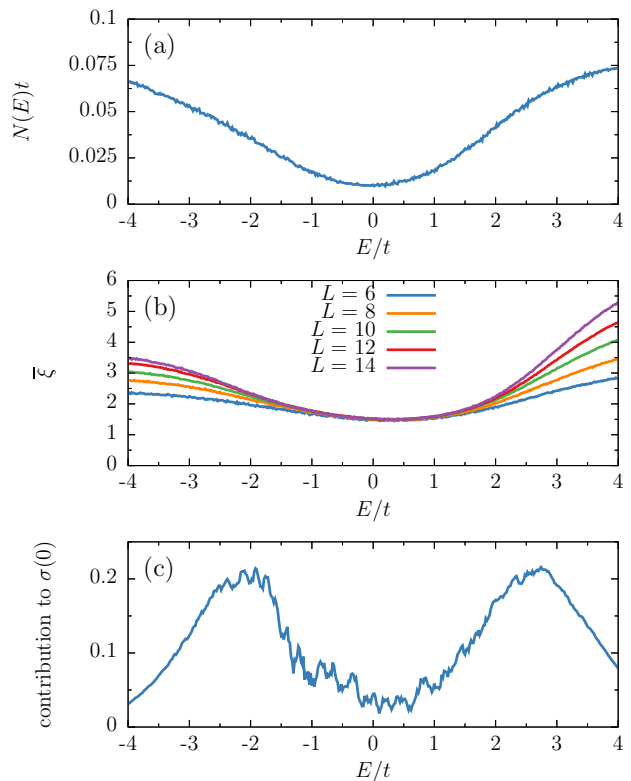 (a)
N(E)t
0.1
0.075
0.05
0.025
0
-4 -3 -2 -1 0 1 2 3 4
E/t
(b)
ξ
6
5
4
3
2
1
0
L = 6
L = 8
L = 10
L = 12
L = 14
-4 -3 -2 -1 0 1 2 3 4
E/t
(c)
contribution to σ(0)
0.2
0.1
0
-4 -3 -2 -1 0 1 2 3 4
E/t